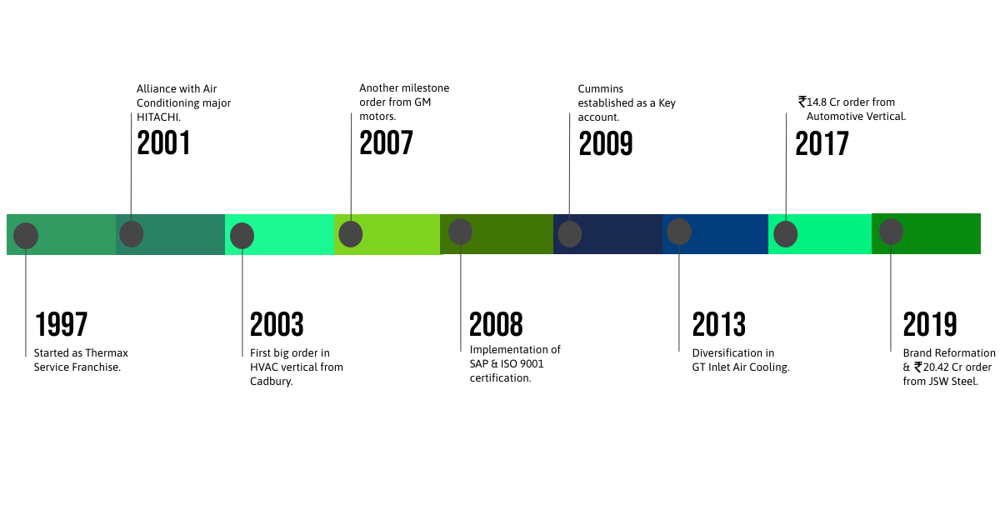 Alliance with Air
Conditioning major
HITACHI.
2001
Another milestone
order from GM
motors.
2007
Cummins
established as a Key
account.
2009
₹14.8 Cr order from
Automotive Vertical.
2017
1997
Started as Thermax
Service Franchise.
2003
First big order in
HVAC vertical from
Cadbury.
2008
Implementation of
SAP & ISO 9001
certification.
2013
Diversification in
GT Inlet Air Cooling.
2019
Brand Reformation
& ₹20.42 Cr order
from JSW Steel.